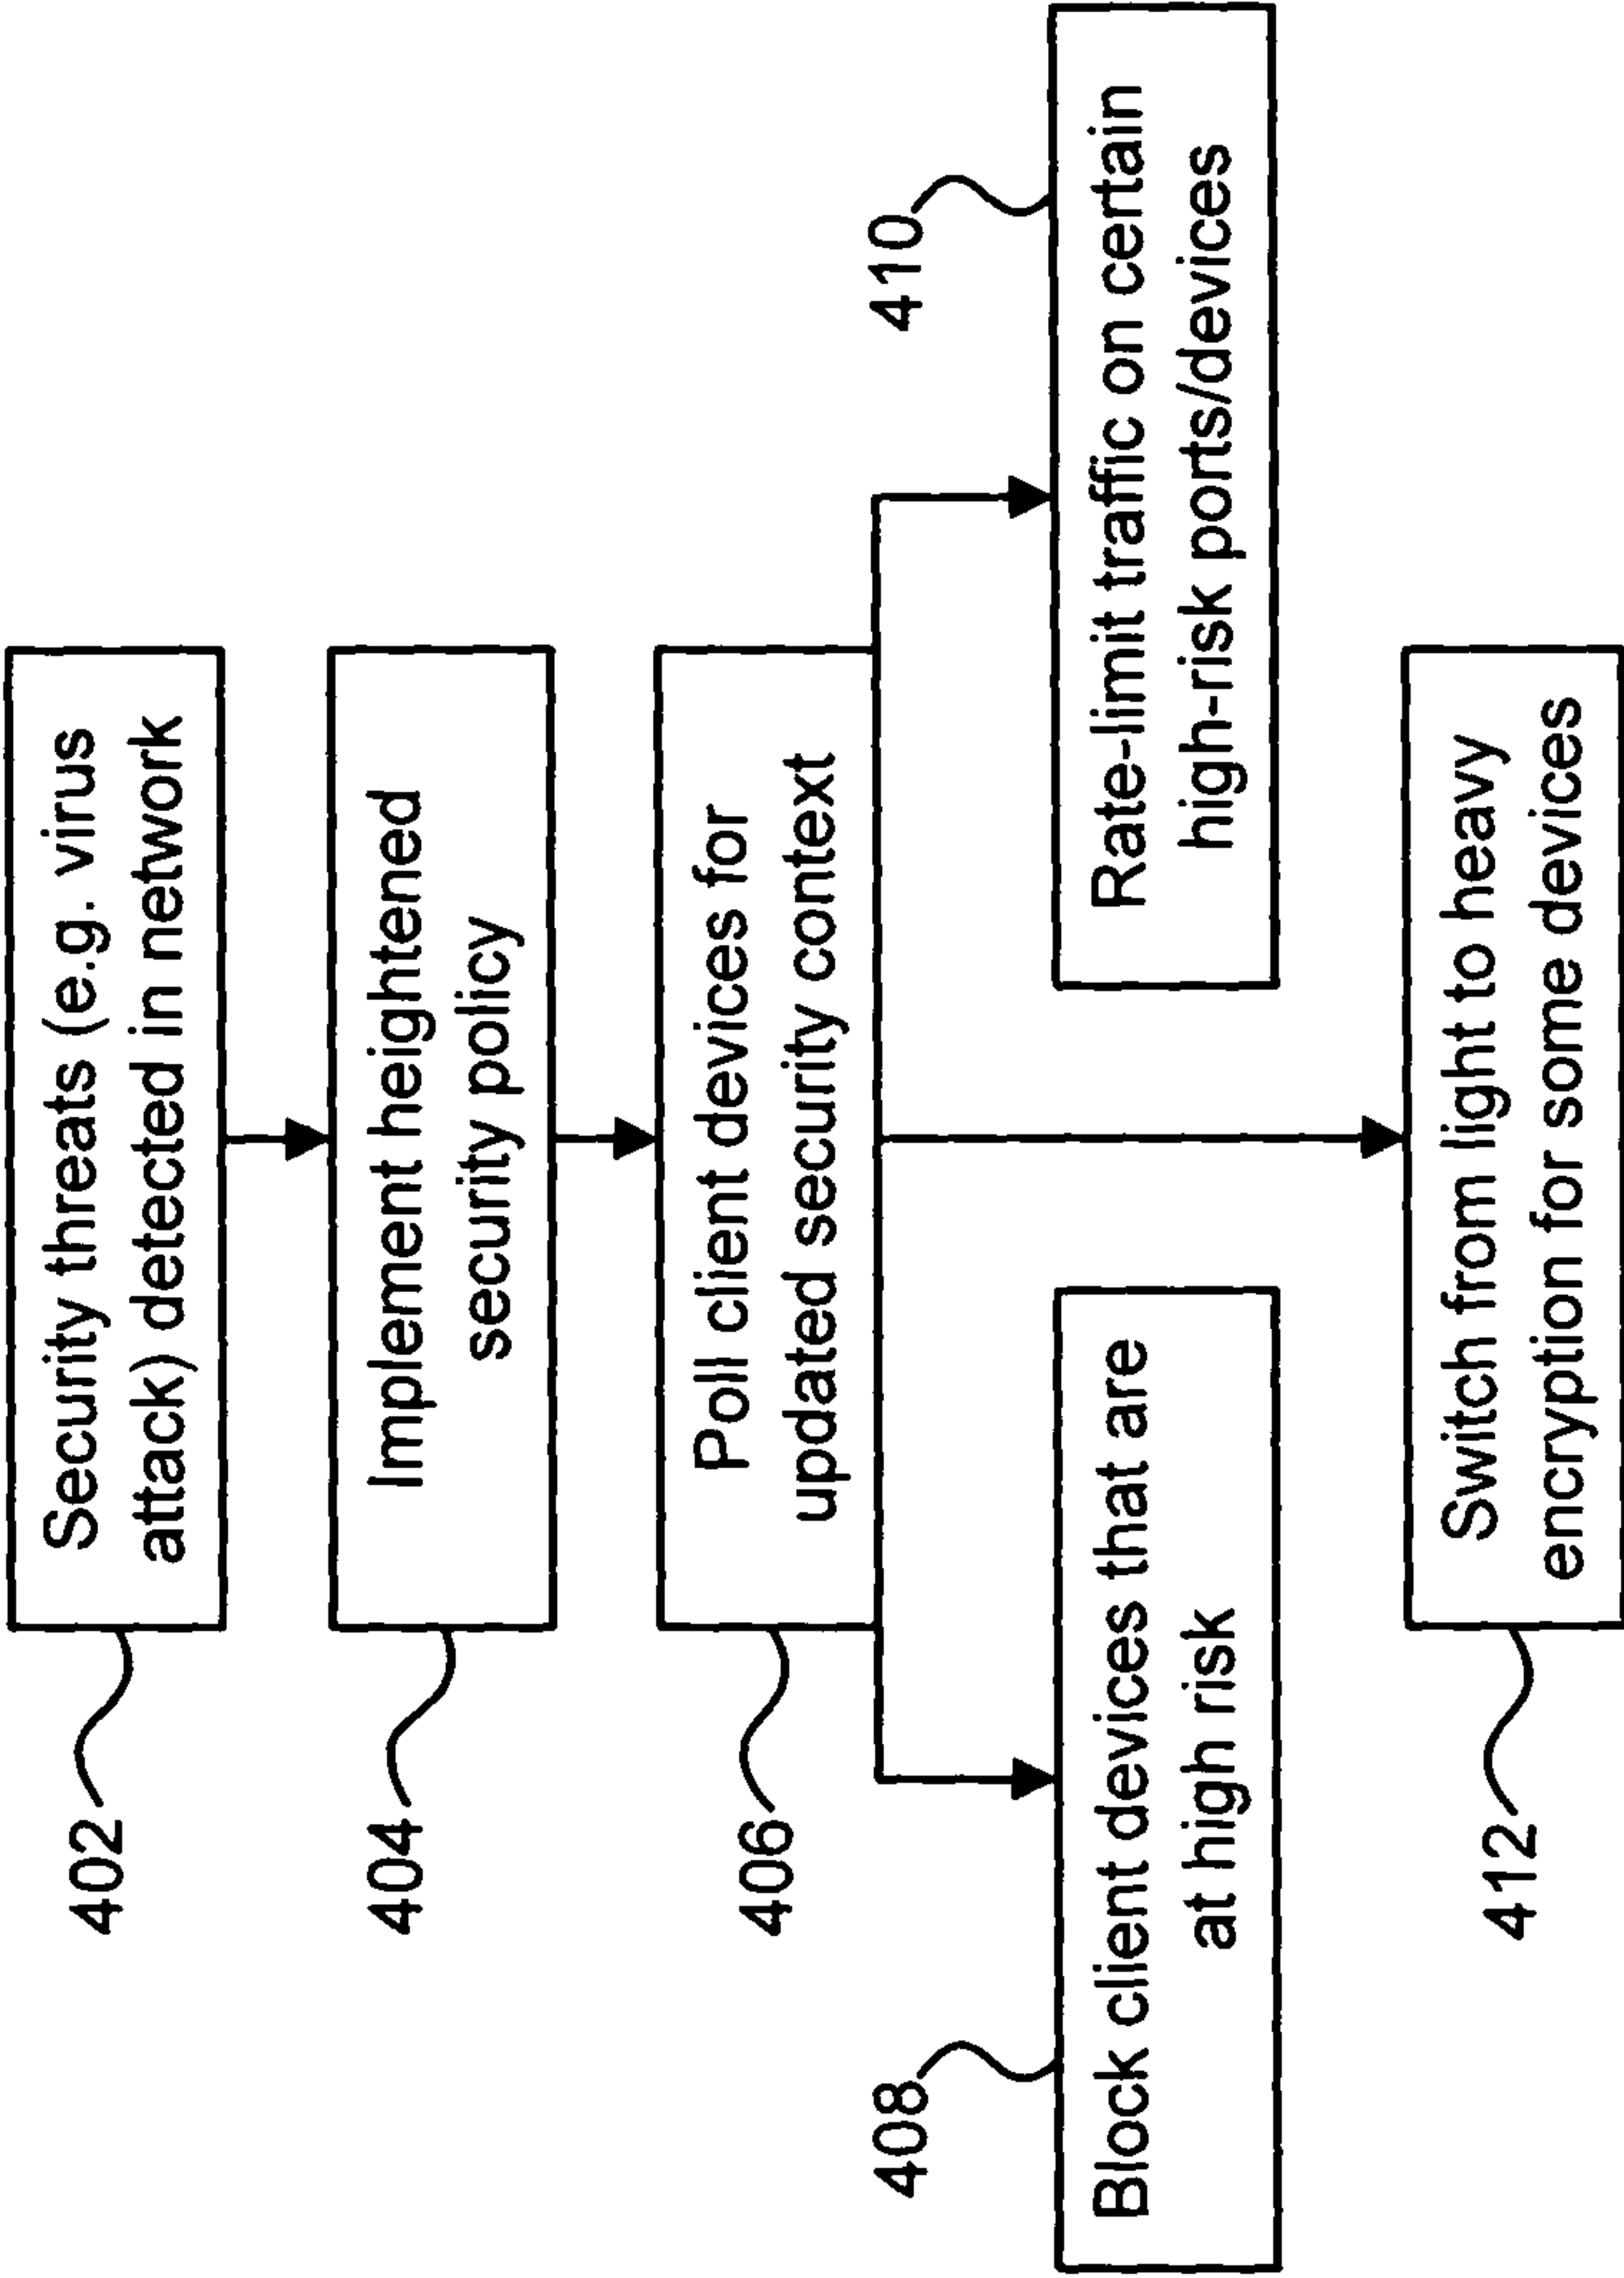 402
Security threats (e.g. virus
attack) detected in network
404
Implement heightened
security policy
406
Poll client devices for
updated security context
408
Block client devices that are
at high risk
410
Rate-limit traffic on certain
high-risk ports/devices
412
Switch from light to heavy
encryption for some devices